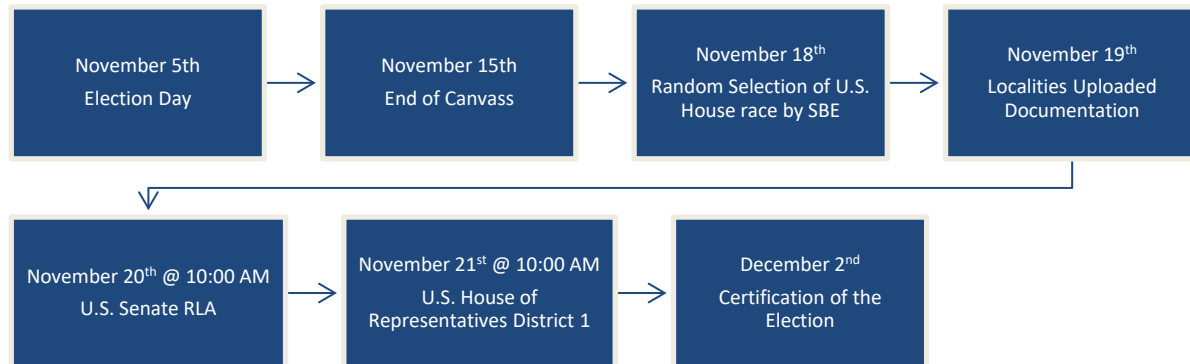 November 5th
Election Day
November 15th
End of Canvass
November 18th
Random Selection of U.S.
House race by SBE
November 19th
Localities Uploaded
Documentation
November 20th @ 10:00 AM
U.S. Senate RLA
November 21st @ 10:00 AM
U.S. House of
Representatives District 1
December 2nd
Certification of the
Election